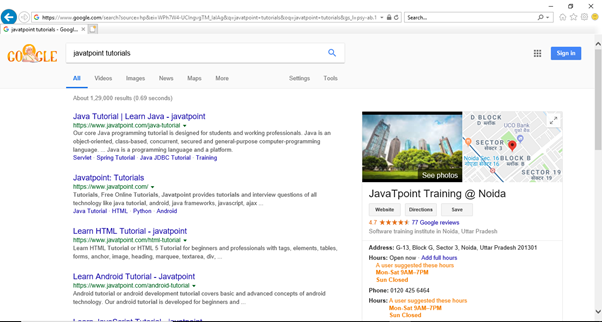 https://www.google.com/search?source=hp&ei=
Search...
javatpoint tutorials - Googl...
GOOGLE
javatpoint tutorials
Sign in
All Videos Images News Maps More Settings Tools
About 1,29,000 results (0.69 seconds)
Java Tutorial | Learn Java - javatpoint
https://www.javatpoint.com/java-tutorial
Our core Java programming tutorial is designed for students and working professionals. Java is an
object-oriented, class-based, concurrent, secured and general-purpose computer-programming
language. ... Java is a programming language and a platform.
Servlet · Spring Tutorial · Java JDBC Tutorial · Training
Javatpoint: Tutorials
https://www.javatpoint.com/
Tutorials, Free Online Tutorials, Javatpoint provides tutorials and interview questions of all
technology like java tutorial, android, java frameworks, javascript, ajax ...
Java Tutorial · HTML · Python · Android
Learn HTML Tutorial - javatpoint
https://www.javatpoint.com/html-tutorial
Learn HTML Tutorial or HTML 5 Tutorial for beginners and professionals with tags, elements, tables,
forms, anchor, image, heading, marquee, textarea, div, ...
Learn Android Tutorial - Javatpoint
https://www.javatpoint.com/android-tutorial
Android tutorial or android development tutorial covers basic and advanced concepts of android
technology. Our android tutorial is developed for beginners and ...
Learn JavaScript Tutorial - javatpoint
See photos
D BLOCK
D ब्लॉक
UCD Bank
SECTOR 3
सेक्टर 3
Noida Sec. 16
BLOCK B
SECTOR
सेक्टर 19
JavaTpoint Training @ Noida
Website Directions Save
4.7 77 Google reviews
Software training institute in Noida, Uttar Pradesh
Address: G-13, Block G, Sector 3, Noida, Uttar Pradesh 201301
Hours: Open now · Add full hours
A user suggested these hours
Mon-Sat 9AM–7PM
Sun Closed
Phone: 0120 425 6464
Hours: A user suggested these hours
Mon-Sat 9AM–7PM
Sun Closed